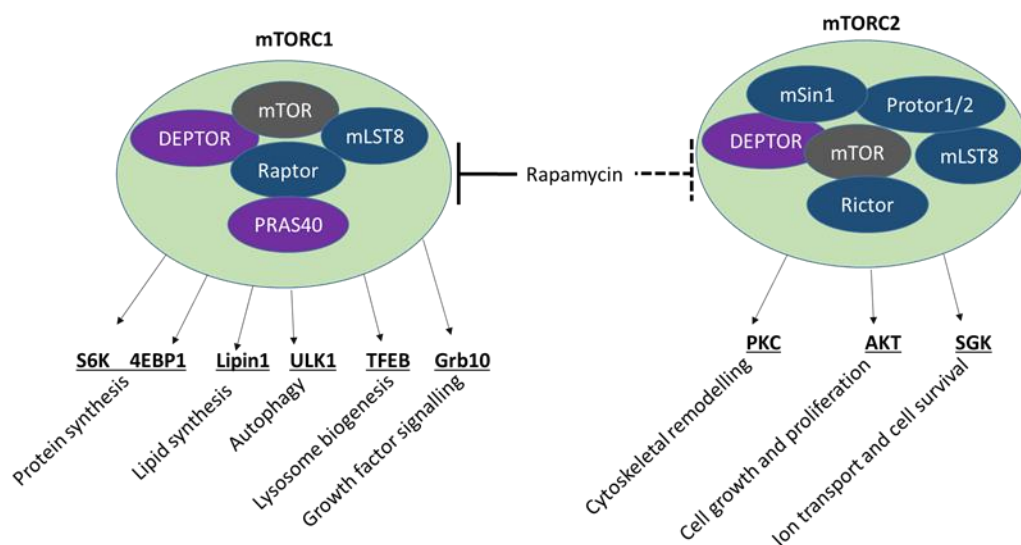 mTORC1
mTOR
DEPTOR
mLST8
Raptor
PRAS40
Rapamycin
mTORC2
mSin1
Protor1/2
DEPTOR
mTOR
mLST8
Rictor
S6K 4EBP1
Lipin1
ULK1
TFEB
Grb10
Protein synthesis
Lipid synthesis
Autophagy
Lysosome biogenesis
Growth factor signalling
PKC
AKT
SGK
Cytoskeletal remodelling
Cell growth and proliferation
Ion transport and cell survival